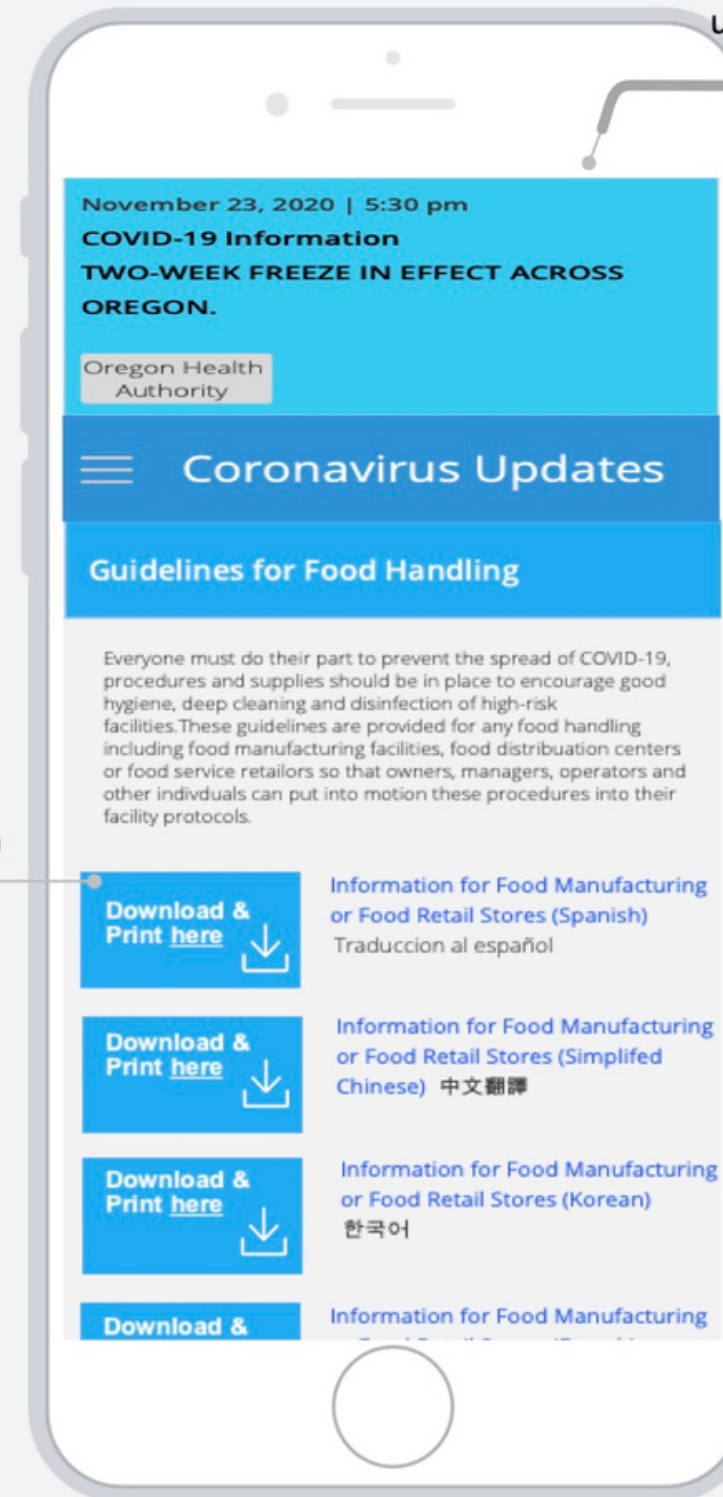 November 23, 2020 | 5:30 pm
COVID-19 Information
TWO-WEEK FREEZE IN EFFECT ACROSS
OREGON.
Oregon Health
Authority
Coronavirus Updates
Guidelines for Food Handling
Everyone must do their part to prevent the spread of COVID-19,
procedures and supplies should be in place to encourage good
hygiene, deep cleaning and disinfection of high-risk
facilities.These guidelines are provided for any food handling
including food manufacturing facilities, food distribuation centers
or food service retailors so that owners, managers, operators and
other indivduals can put into motion these procedures into their
facility protocols.
Download &
Print here
Information for Food Manufacturing
or Food Retail Stores (Spanish)
Traduccion al español
Download &
Print here
Information for Food Manufacturing
or Food Retail Stores (Simplifed
Chinese) 中文翻譯
Download &
Print here
Information for Food Manufacturing
or Food Retail Stores (Korean)
한국어
Download &
Information for Food Manufacturing